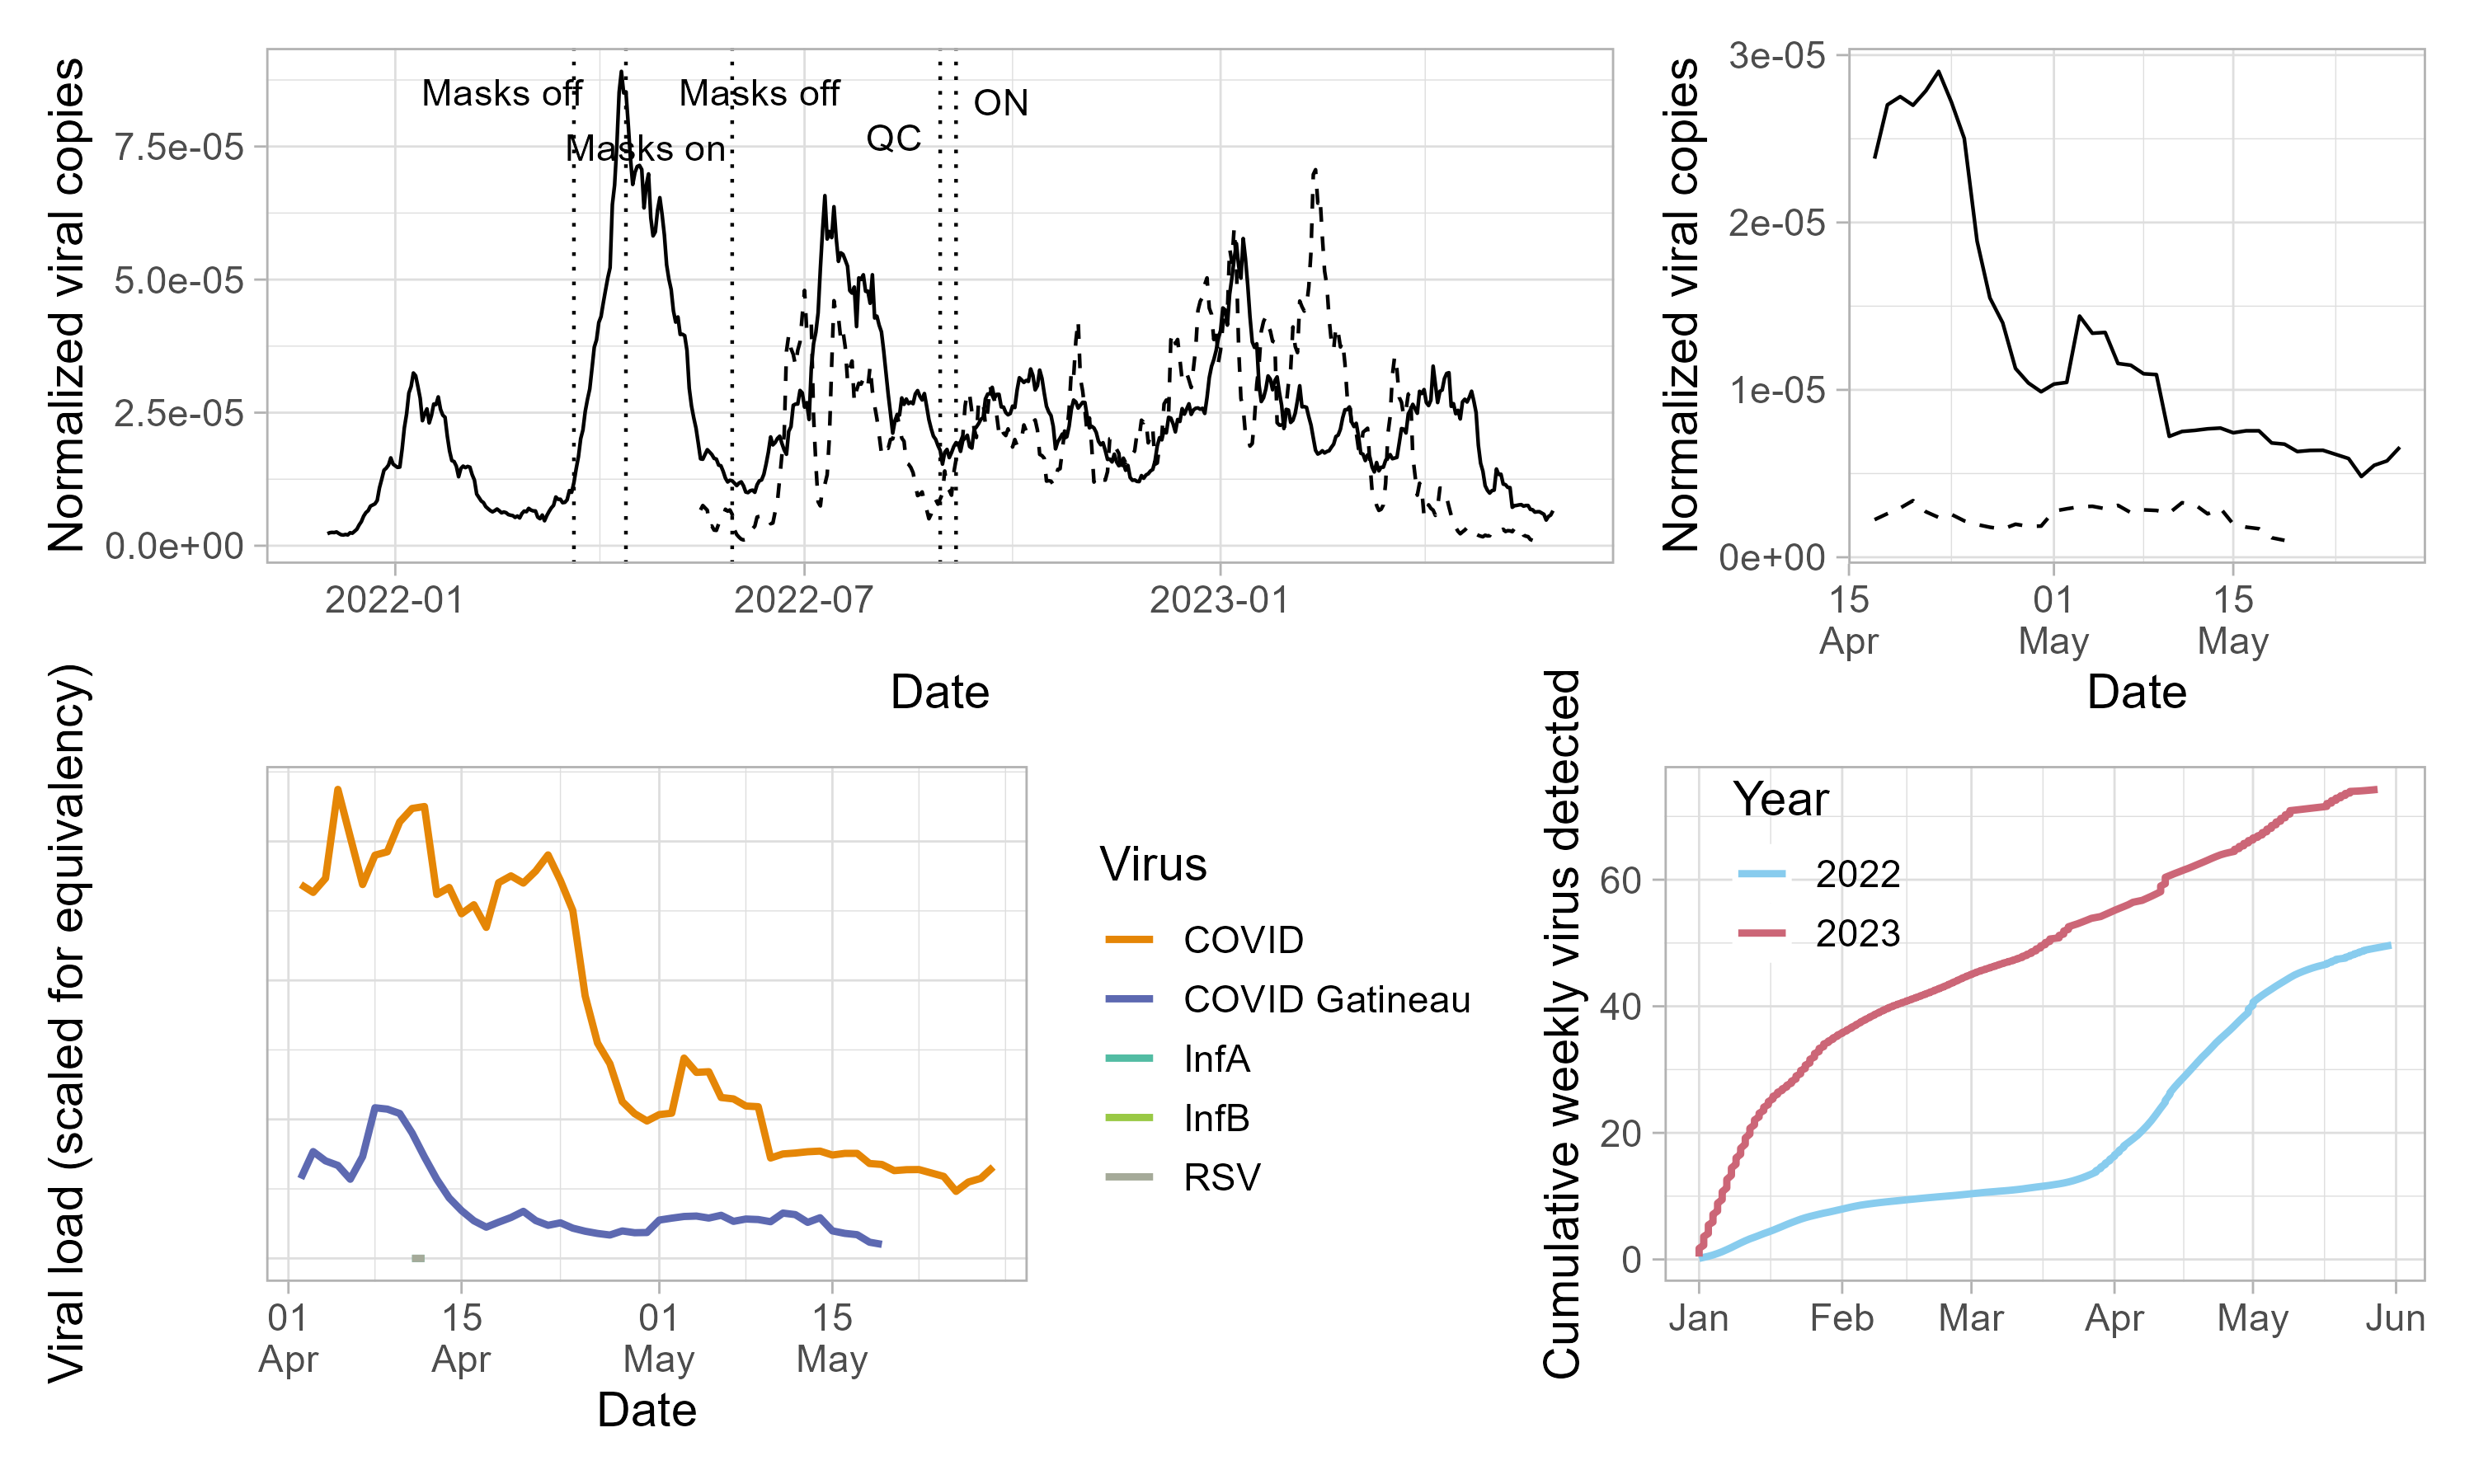 Normalized viral copies
7.5e-05
5.0e-05
2.5e-05
0.0e+00
Masks off
Masks on
Masks off
QC
ON
2022-01
2022-07
2023-01
Date
Normalized viral copies
3e-05
2e-05
1e-05
0e+00
15
Apr
01
May
15
May
Date
Viral load (scaled for equivalency)
01
Apr
15
Apr
01
May
15
May
Date
Virus
COVID
COVID Gatineau
InfA
InfB
RSV
Cumulative weekly virus detected
60
40
20
0
Year
2022
2023
Jan
Feb
Mar
Apr
May
Jun